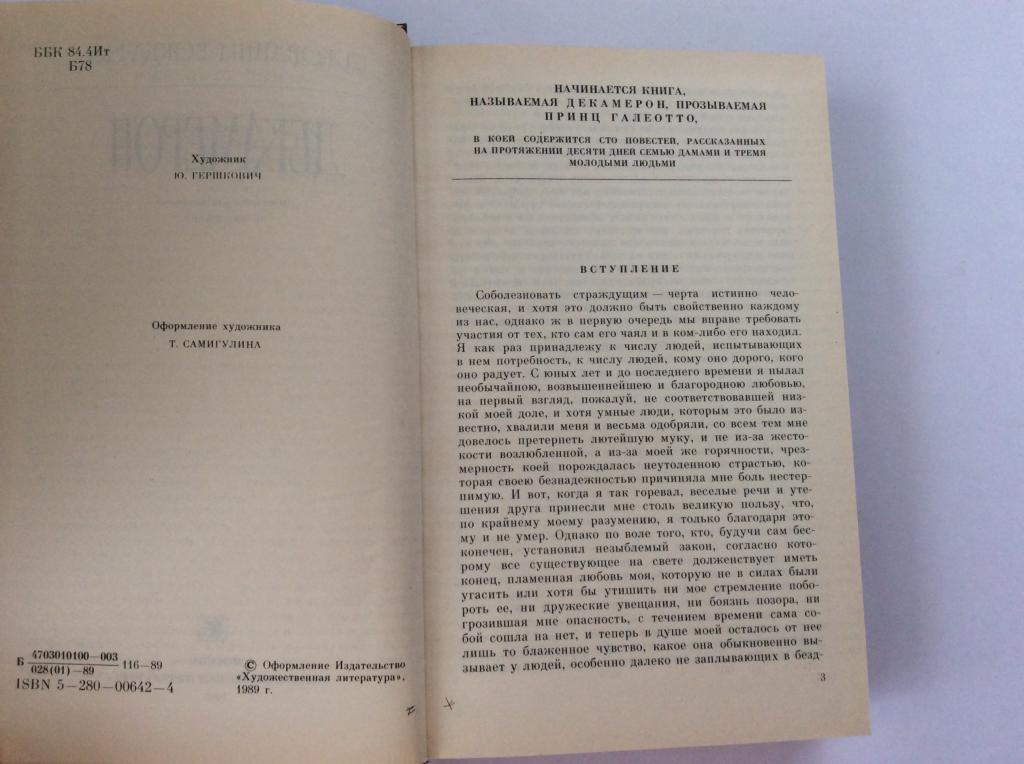 ББК 84.4Ит
Б78
Художник
Ю. ГЕРШКОВИЧ
Оформление художника
Т. САМИГУЛИНА
Б 4703010100—003
028(01)—89 116—89
ISBN 5—280—00642—4
© Оформление Издательство
«Художественная литература»,
1989 г.
НАЧИНАЕТСЯ КНИГА,
НАЗЫВАЕМАЯ ДЕКАМЕРОН, ПРОЗЫВАЕМАЯ
ПРИНЦ ГАЛЕОТТО,
В КОЕЙ СОДЕРЖИТСЯ СТО ПОВЕСТЕЙ, РАССКАЗАННЫХ
НА ПРОТЯЖЕНИИ ДЕСЯТИ ДНЕЙ СЕМЬЮ ДАМАМИ И ТРЕМЯ
МОЛОДЫМИ ЛЮДЬМИ
ВСТУПЛЕНИЕ
Соболезновать страждущим — черта истинно чело-
веческая, и хотя это должно быть свойственно каждому
из нас, однако ж в первую очередь мы вправе требовать
участия от тех, кто сам его чаял и в ком-либо его находил.
Я как раз принадлежу к числу людей, испытывающих
в нем потребность, к числу людей, кому оно дорого, кого
оно радует. С юных лет и до последнего времени я пылал
необычайною, возвышеннейшею и благородною любовью,
на первый взгляд, пожалуй, не соответствовавшей низ-
кой моей доле, и хотя умные люди, которым это было из-
вестно, хвалили меня и весьма одобряли, со всем тем мне
довелось претерпеть лютейшую муку, и не из-за жесто-
кости возлюбленной, а из-за моей же горячности, чрез-
мерность коей порождалась неутоленной страстью, ко-
торая своею безнадежностью причиняла мне боль нестер-
пимую. И вот, когда я так горевал, веселые речи и уте-
шения друга принесли мне столь великую пользу, что,
по крайнему моему разумению, я только благодаря это-
му и не умер. Однако по воле того, кто, будучи сам бес-
конечен, установил незыблемый закон, согласно кото-
рому все существующее на свете долженствует иметь
конец, пламенная любовь моя, которую не в силах были
угасить или хотя бы утишить ни мое стремление побо-
роть ее, ни дружеские увещания, ни боязнь позора, ни
грозившая мне опасность, с течением времени сама со-
бой сошла на нет, и теперь в душе моей осталось от нее
лишь то блаженное чувство, какое она обыкновенно вы-
зывает у людей, особенно далеко не заплывающих в безд-
3